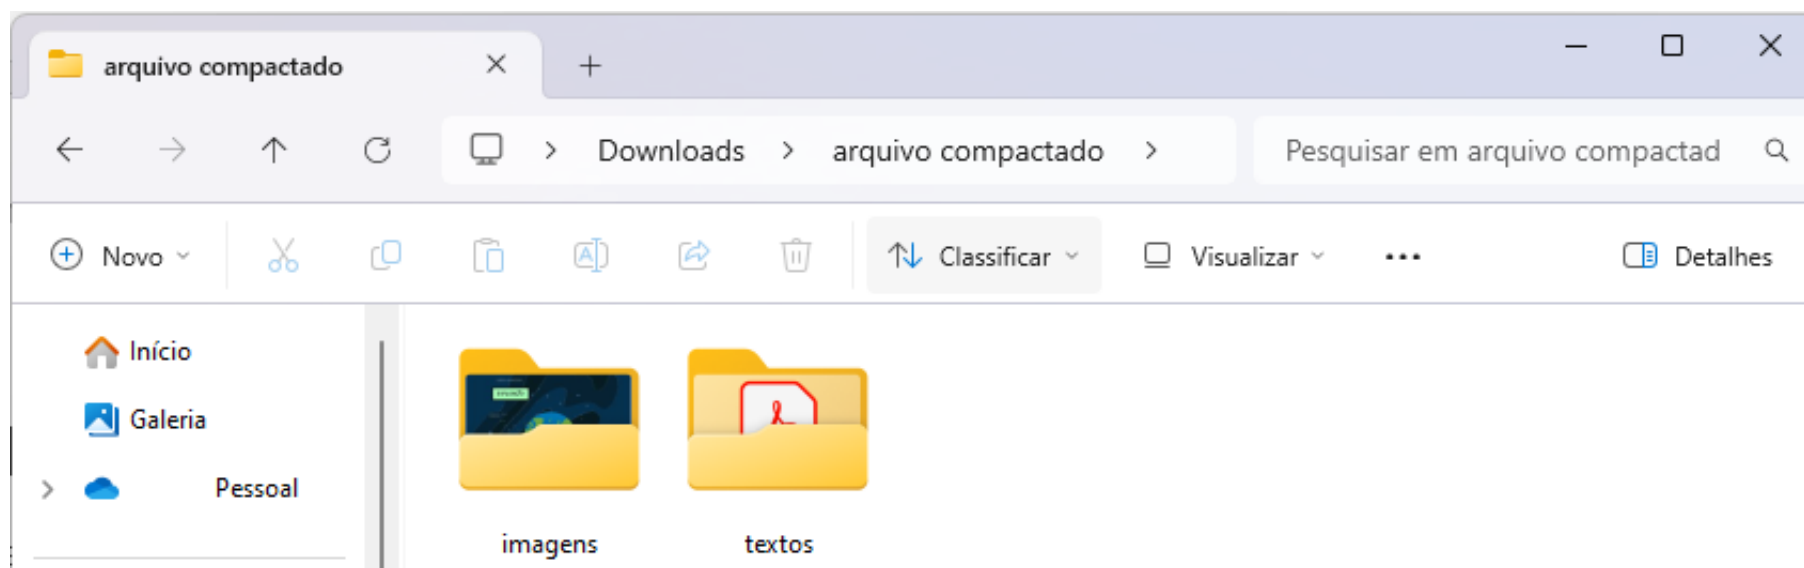 arquivo compactado
Downloads > arquivo compactado >
Pesquisar em arquivo compactad
Novo
Classificar
Visualizar
Detalhes
Início
Galeria
Pessoal
imagens
textos